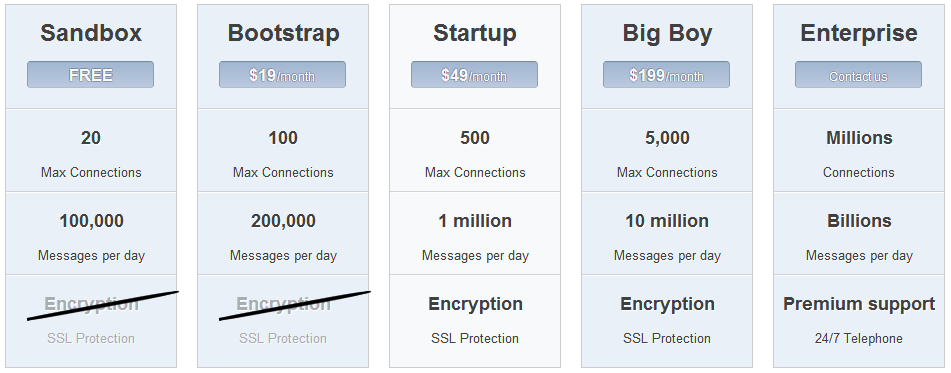 Sandbox
FREE
20
Max Connections
100,000
Messages per day
Encryption
SSL Protection
Bootstrap
$19/month
100
Max Connections
200,000
Messages per day
Encryption
SSL Protection
Startup
$49/month
500
Max Connections
1 million
Messages per day
Encryption
SSL Protection
Big Boy
$199/month
5,000
Max Connections
10 million
Messages per day
Encryption
SSL Protection
Enterprise
Contact us
Millions
Connections
Billions
Messages per day
Premium support
24/7 Telephone